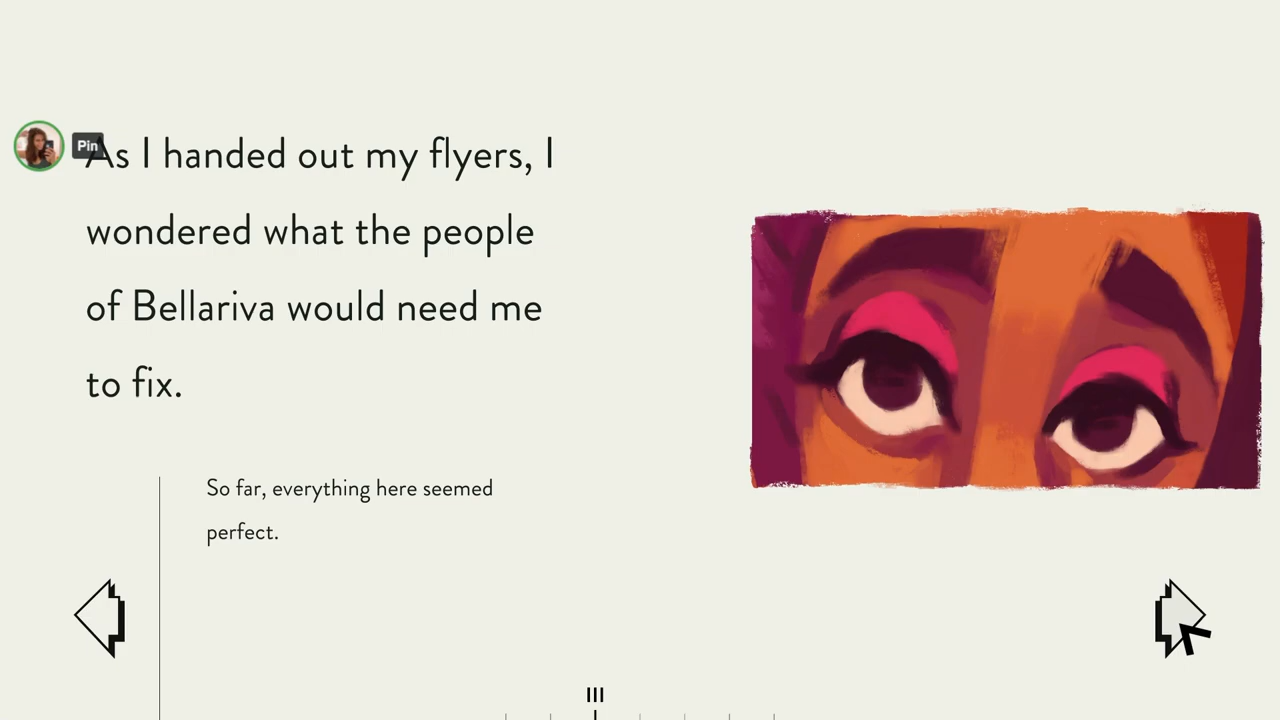 Pin
As I handed out my flyers, I
wondered what the people
of Bellariva would need me
to fix.
So far, everything here seemed
perfect.
III